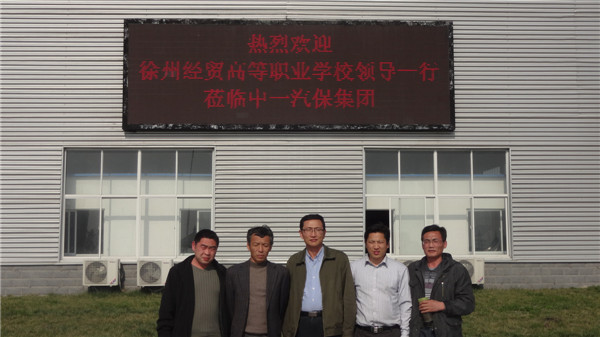 热烈欢迎
徐州经贸高等职业学校领导一行
莅临中一汽保集团